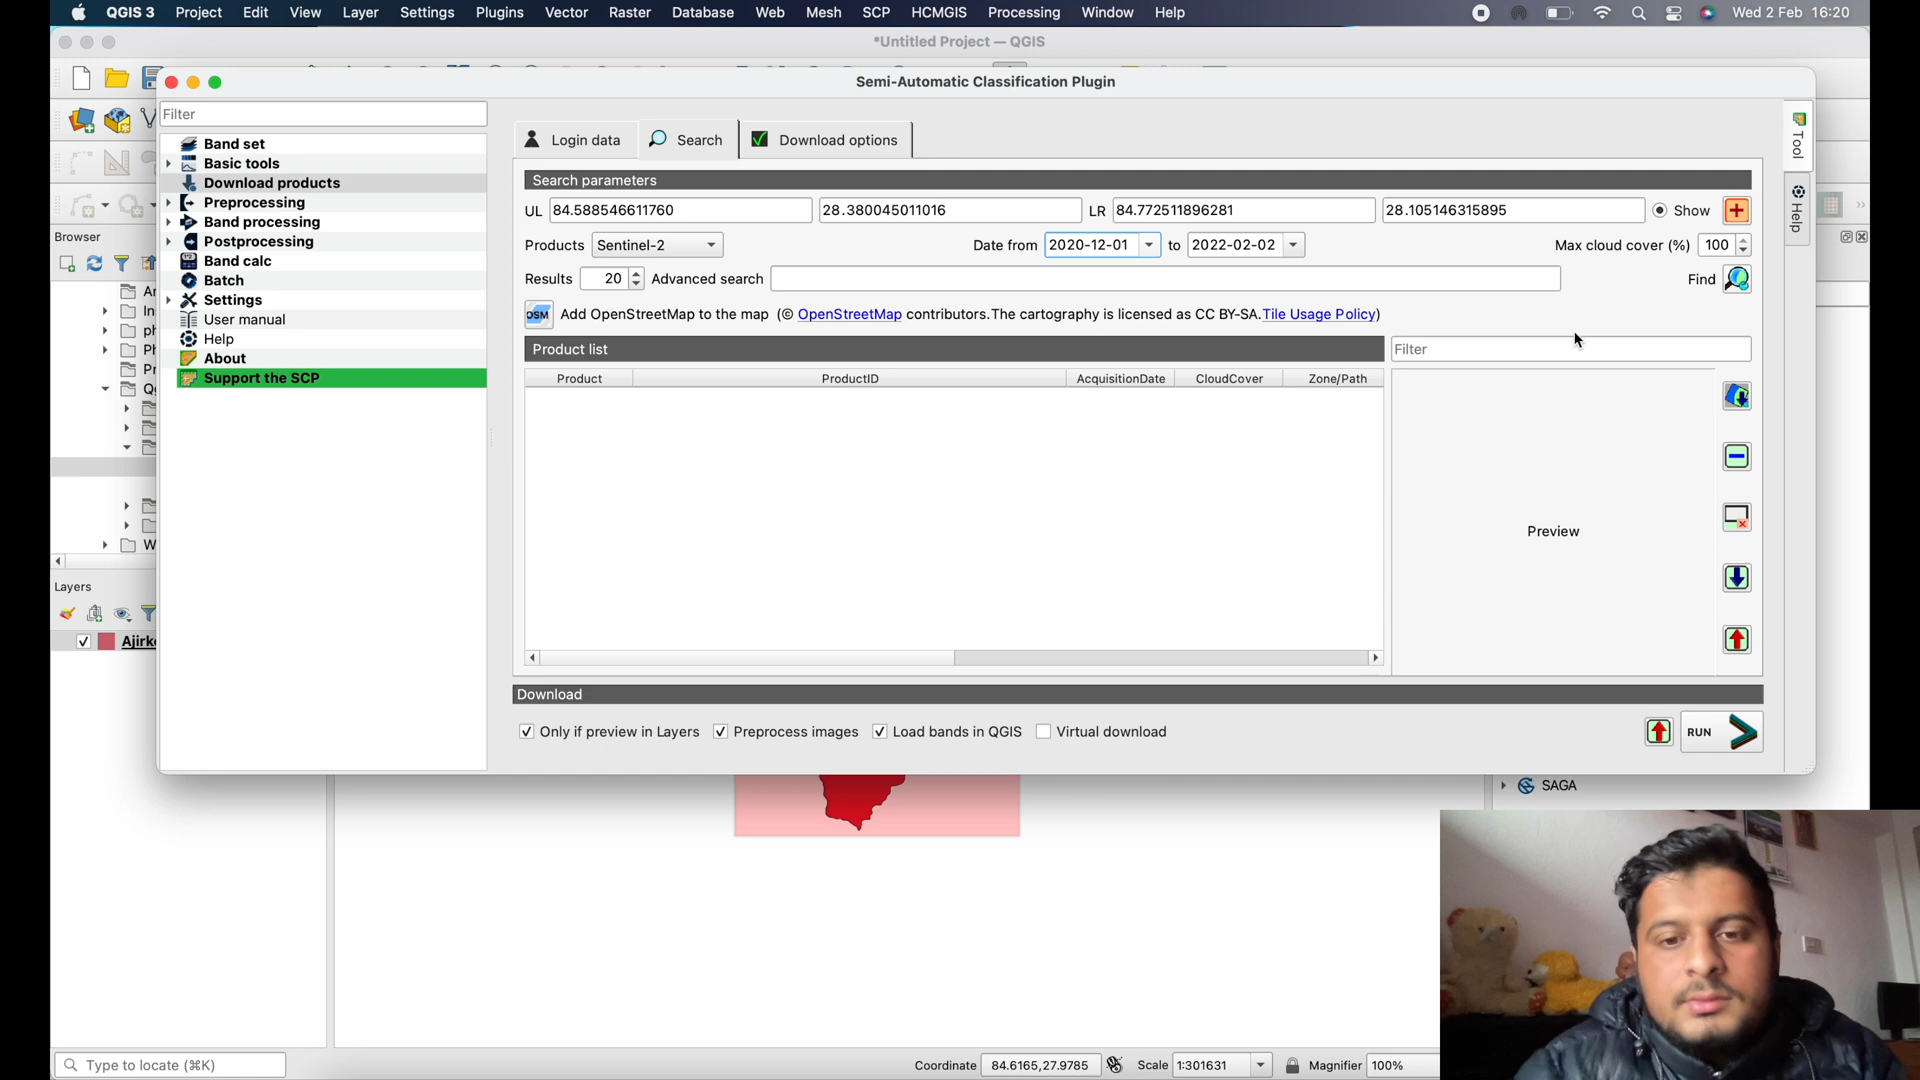 QGIS 3 Project Edit View Layer Settings Plugins Vector Raster Database Web Mesh SCP HCMGIS Processing Window Help Wed 2 Feb 16:20
*Untitled Project — QGIS
Semi-Automatic Classification Plugin
Filter
Band set
Basic tools
Download products
Preprocessing
Band processing
Postprocessing
Band calc
Batch
Settings
User manual
Help
About
Support the SCP
Login data Search Download options
Search parameters
UL 84.588546611760 28.380045011016 LR 84.772511896281 28.105146315895 Show
Products Sentinel-2 Date from 2020-12-01 to 2022-02-02 Max cloud cover (%) 100
Results 20 Advanced search Find
OSM Add OpenStreetMap to the map (© OpenStreetMap contributors.The cartography is licensed as CC BY-SA.Tile Usage Policy)
Product list Filter
Product ProductID AcquisitionDate CloudCover Zone/Path
Preview
Download
Only if preview in Layers Preprocess images Load bands in QGIS Virtual download RUN
Tool
Help
Browser
Layers
SAGA
Type to locate (⌘K) Coordinate 84.6165,27.9785 Scale 1:301631 Magnifier 100%